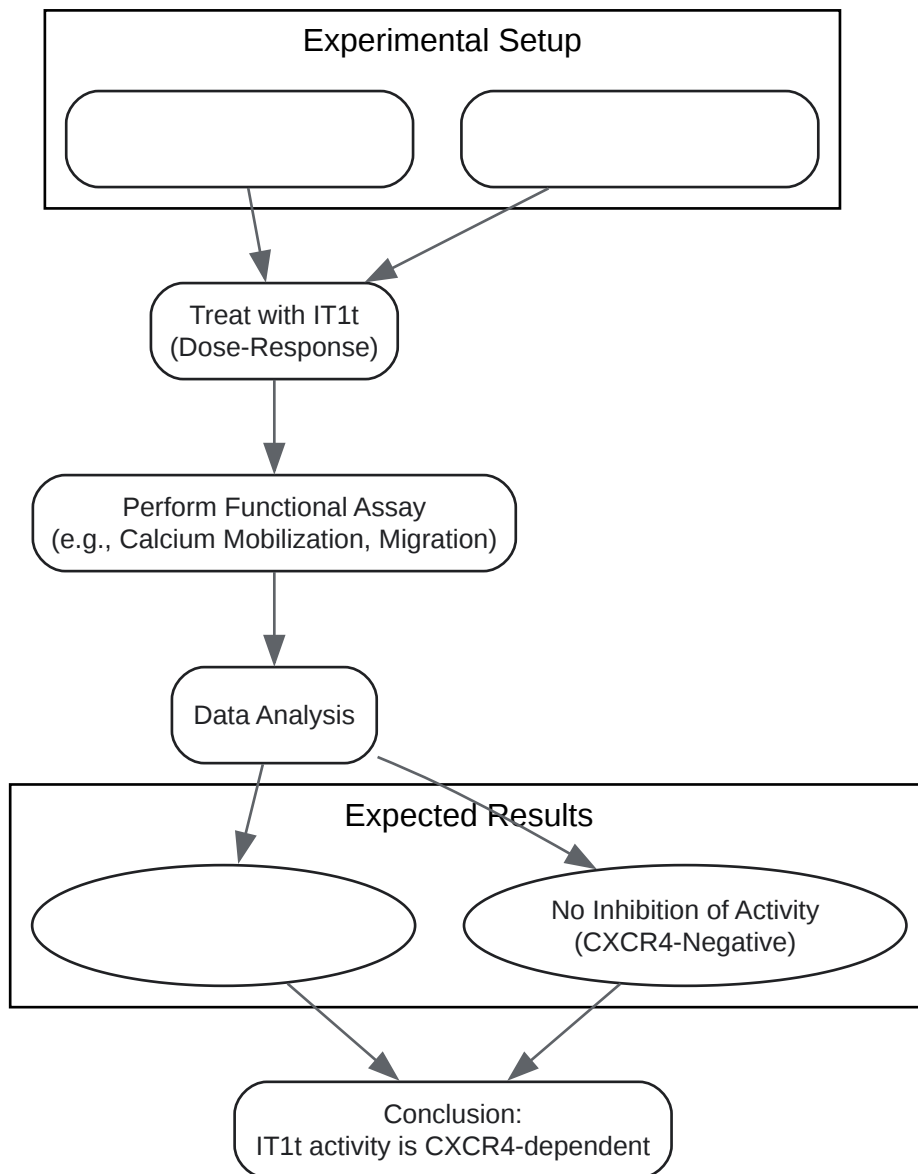 Experimental Setup
Treat with IT1t
(Dose-Response)
Perform Functional Assay
(e.g., Calcium Mobilization, Migration)
Data Analysis
Expected Results
No Inhibition of Activity
(CXCR4-Negative)
Conclusion:
IT1t activity is CXCR4-dependent